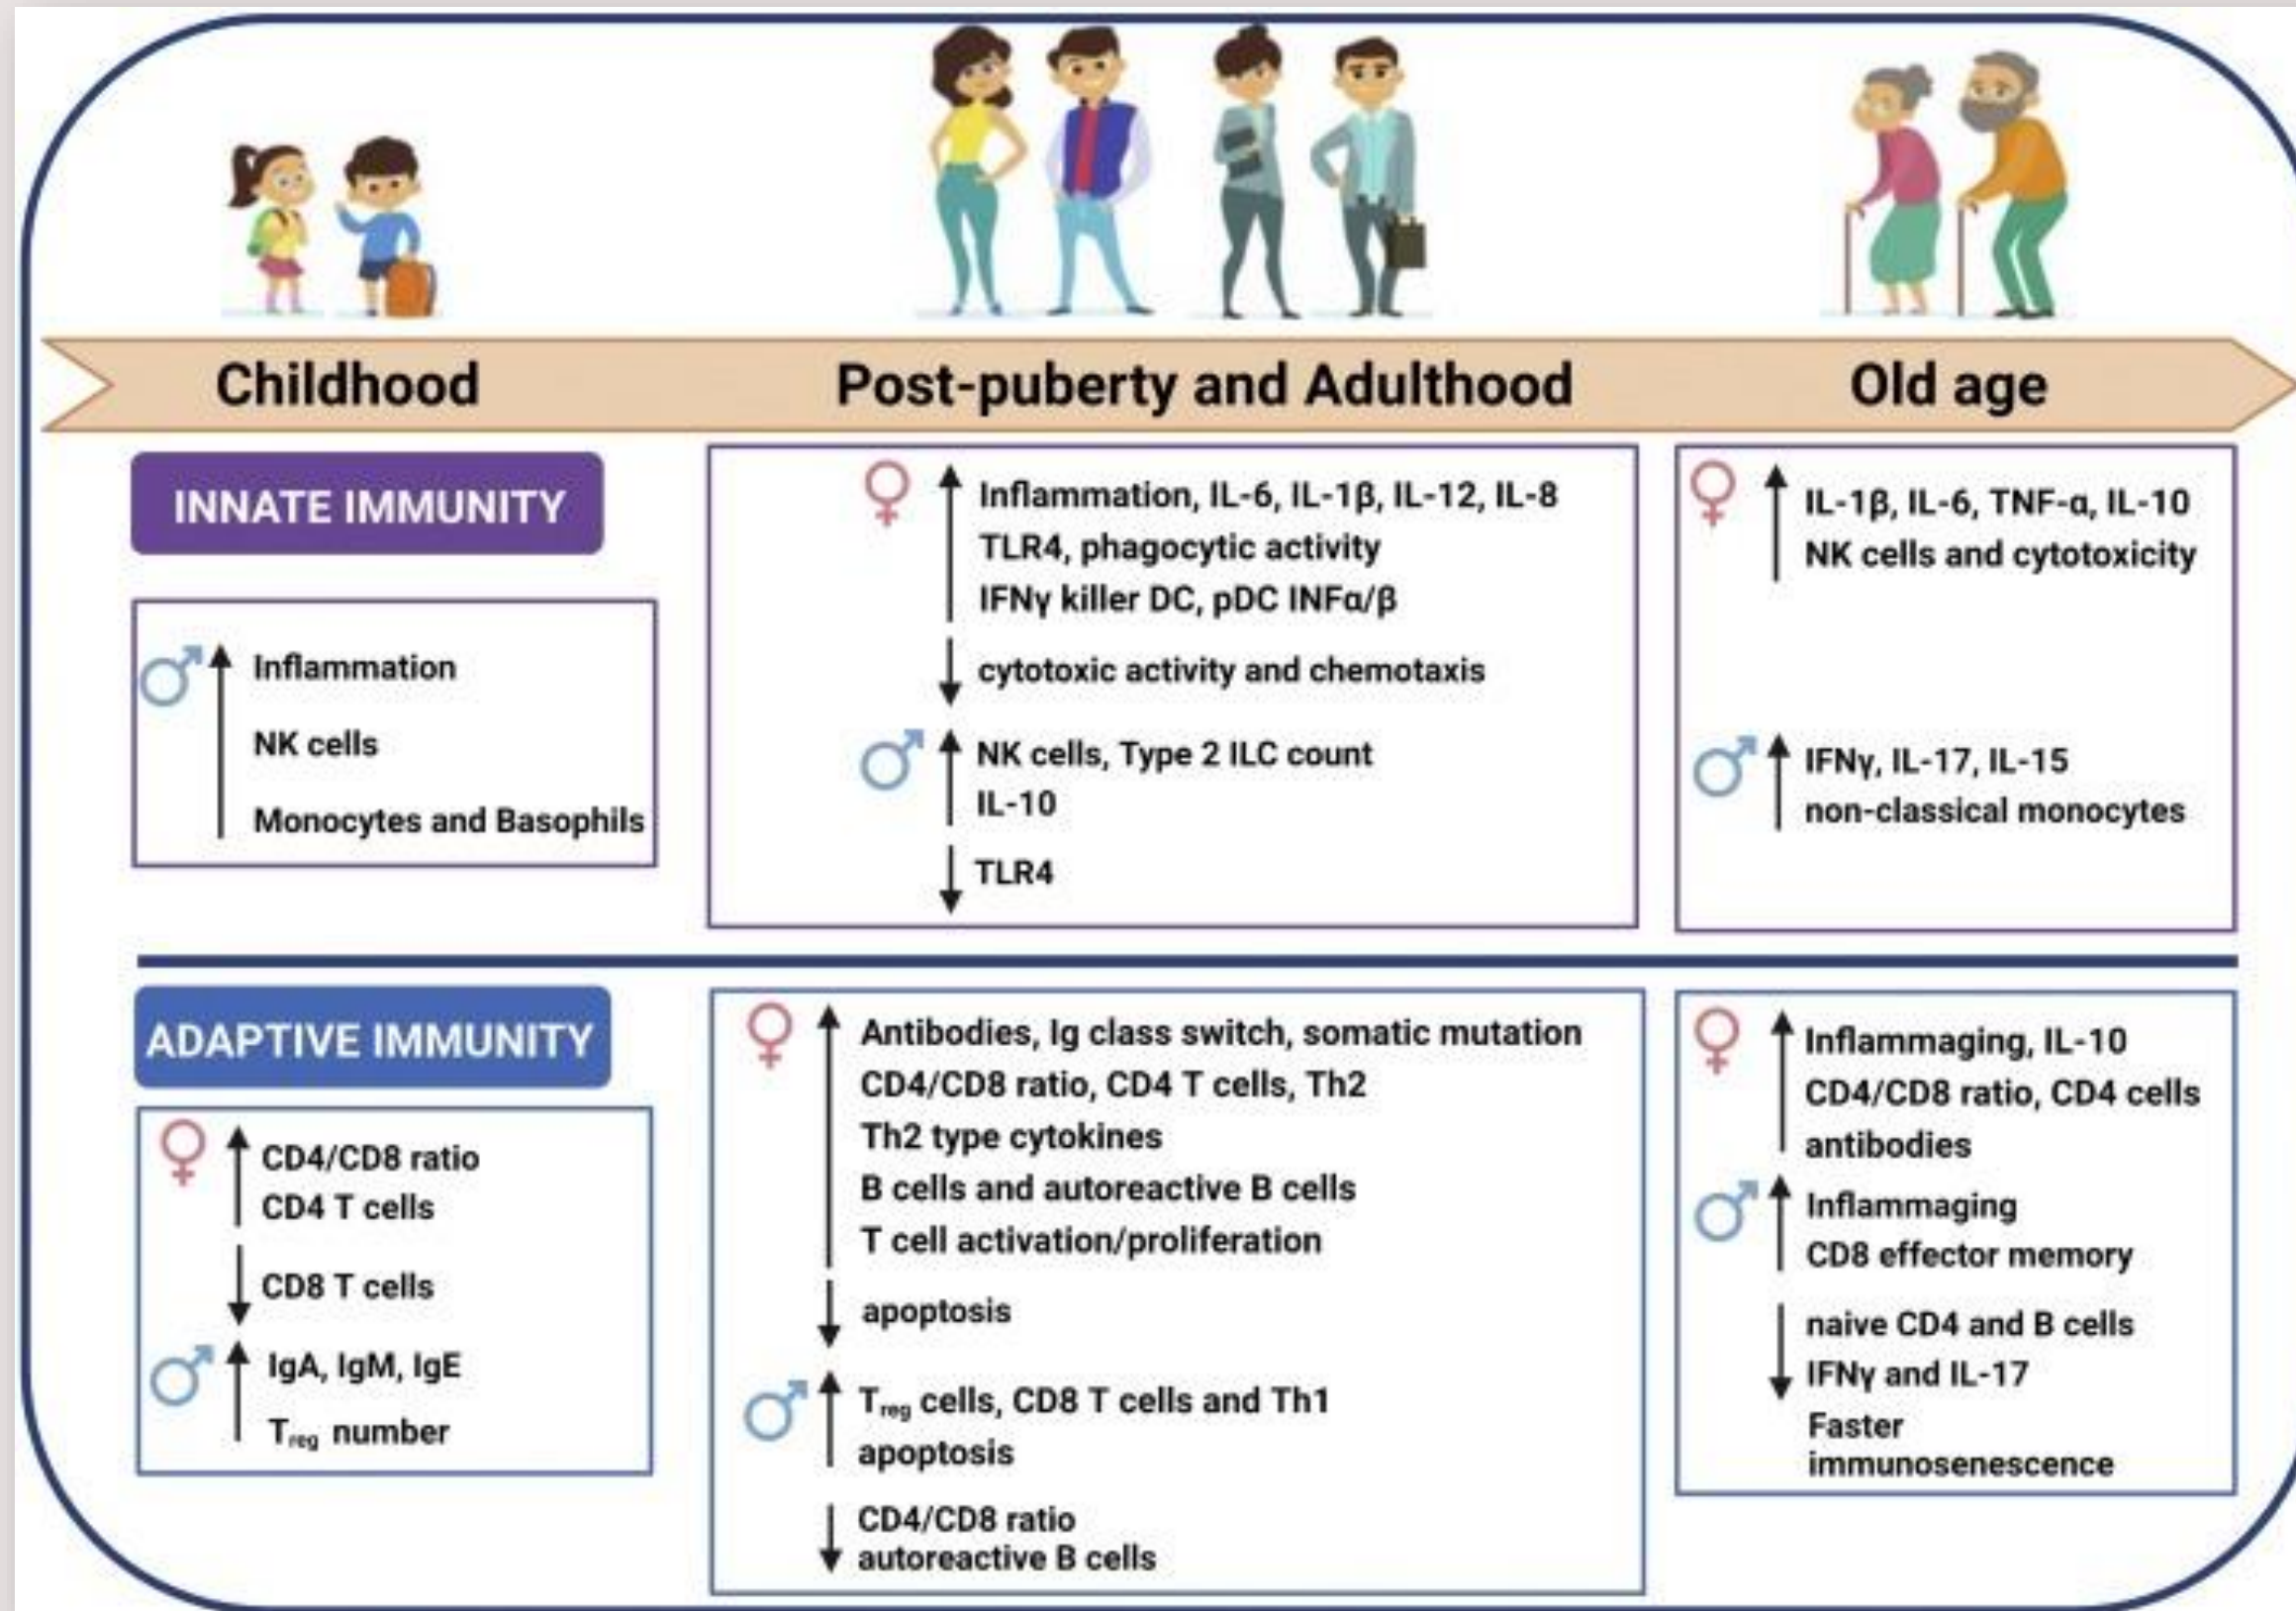 Childhood
Post-puberty and Adulthood
Old age
INNATE IMMUNITY
Inflammation
NK cells
Monocytes and Basophils
Inflammation, IL-6, IL-1β, IL-12, IL-8
TLR4, phagocytic activity
IFNγ killer DC, pDC INFα/β
cytotoxic activity and chemotaxis
NK cells, Type 2 ILC count
IL-10
TLR4
IL-1β, IL-6, TNF-α, IL-10
NK cells and cytotoxicity
IFNγ, IL-17, IL-15
non-classical monocytes
ADAPTIVE IMMUNITY
CD4/CD8 ratio
CD4 T cells
CD8 T cells
IgA, IgM, IgE
Treg number
Antibodies, Ig class switch, somatic mutation
CD4/CD8 ratio, CD4 T cells, Th2
Th2 type cytokines
B cells and autoreactive B cells
T cell activation/proliferation
apoptosis
Treg cells, CD8 T cells and Th1
apoptosis
CD4/CD8 ratio
autoreactive B cells
Inflammaging, IL-10
CD4/CD8 ratio, CD4 cells
antibodies
Inflammaging
CD8 effector memory
naive CD4 and B cells
IFNγ and IL-17
Faster
immunosenescence